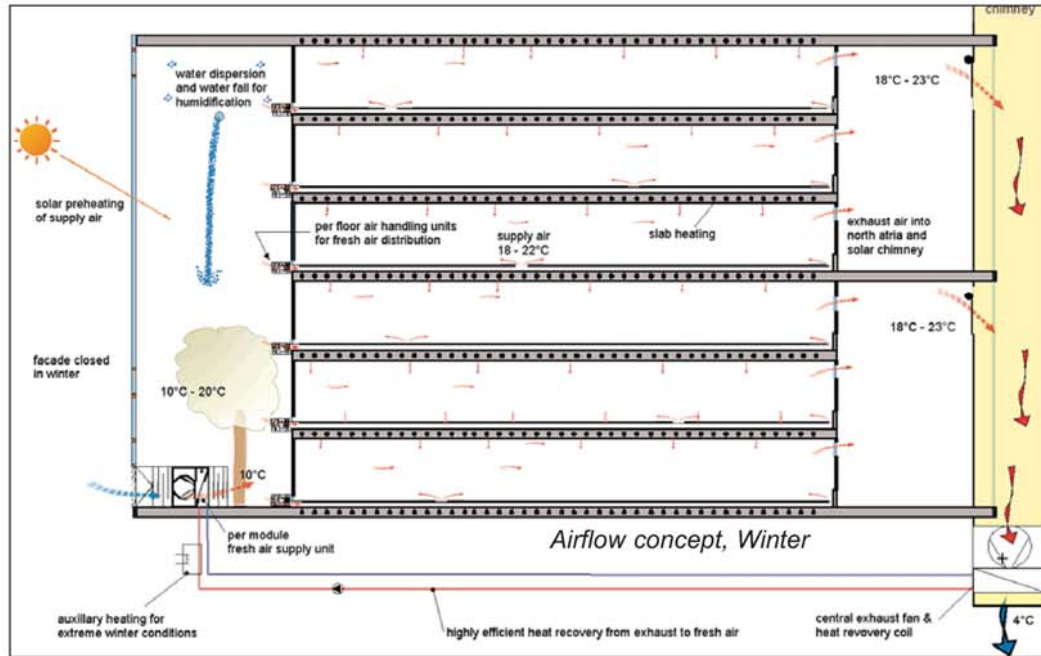 chimney
water dispersion
and water fall for
humidification
18°C - 23°C
solar preheating
of supply air
per floor air handling units
for fresh air distribution
supply air
18 - 22°C
slab heating
exhaust air into
north atria and
solar chimney
facade closed
in winter
18°C - 23°C
10°C - 20°C
10°C
per module
fresh air supply unit
Airflow concept, Winter
auxillary heating for
extreme winter conditions
highly efficient heat recovery from exhaust to fresh air
central exhaust fan &
heat revovery coil
4°C